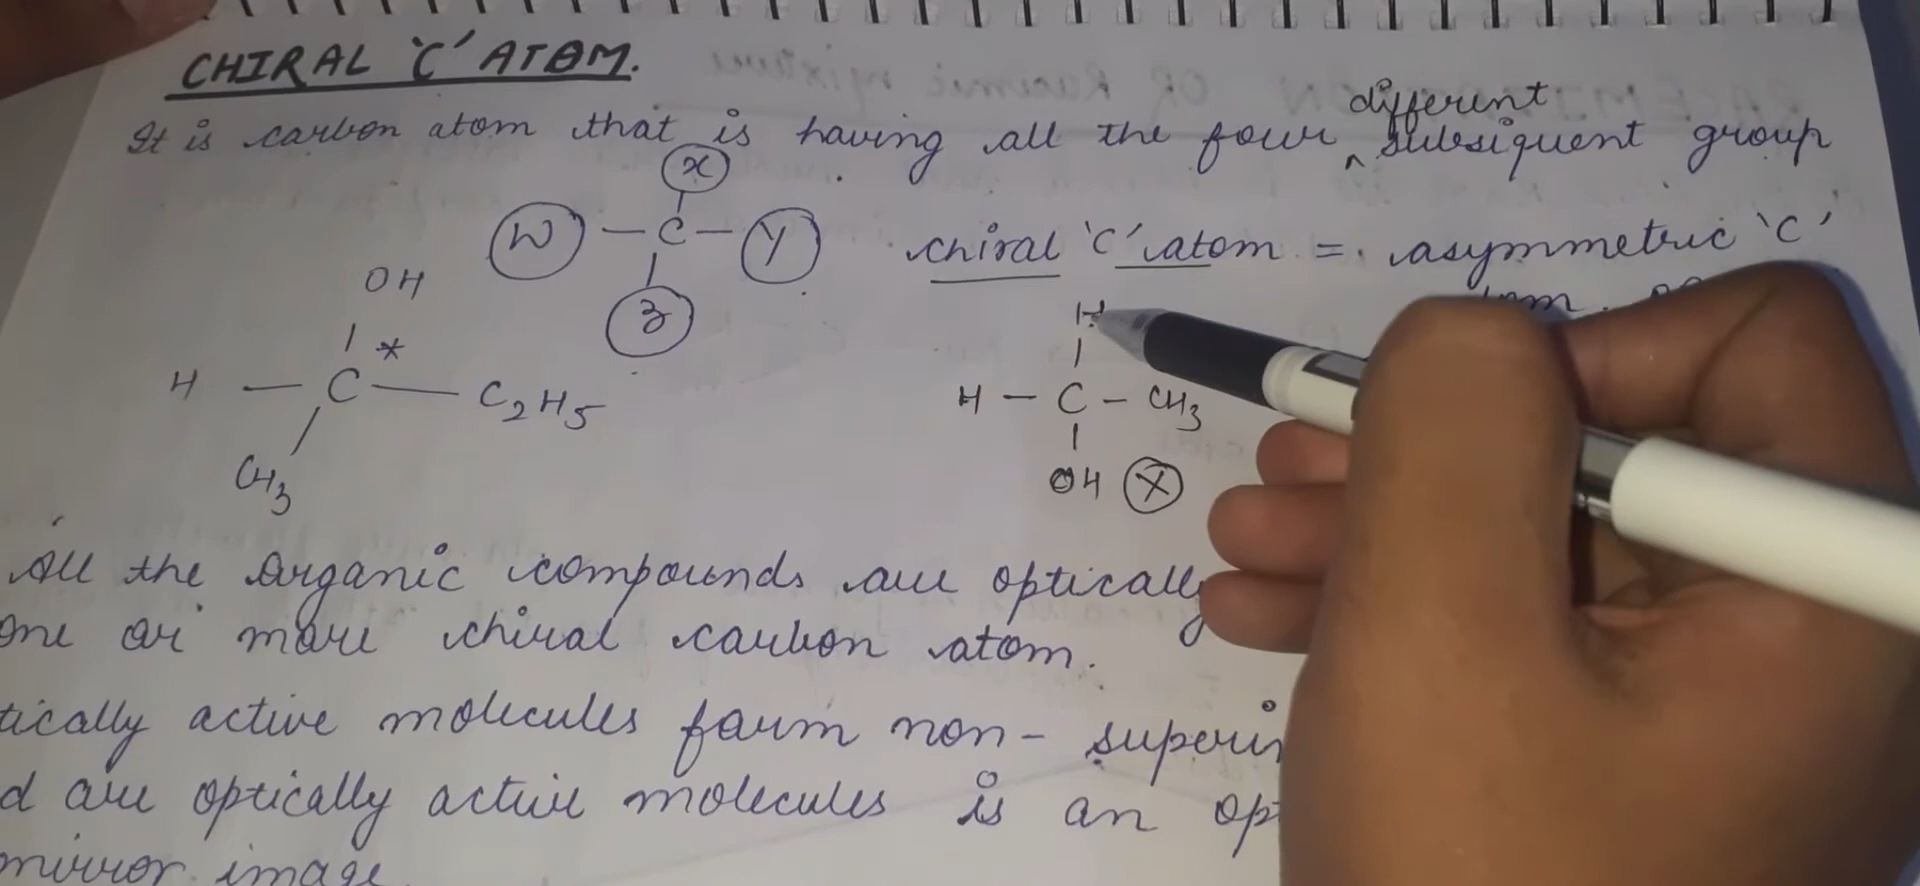 CHIRAL 'C' ATOM.
different
It is carbon atom that is having all the four ^ subsiquent group
x
W — C — Y
z
chiral 'C' atom = asymmetric 'C'
OH
*
H — C — C2H5
CH3
H
H — C — CH3
OH X
All the organic compounds are optically
one or more chiral carbon atom.
tically active molecules form non- superim
d are optically active molecules is an op
mirror image